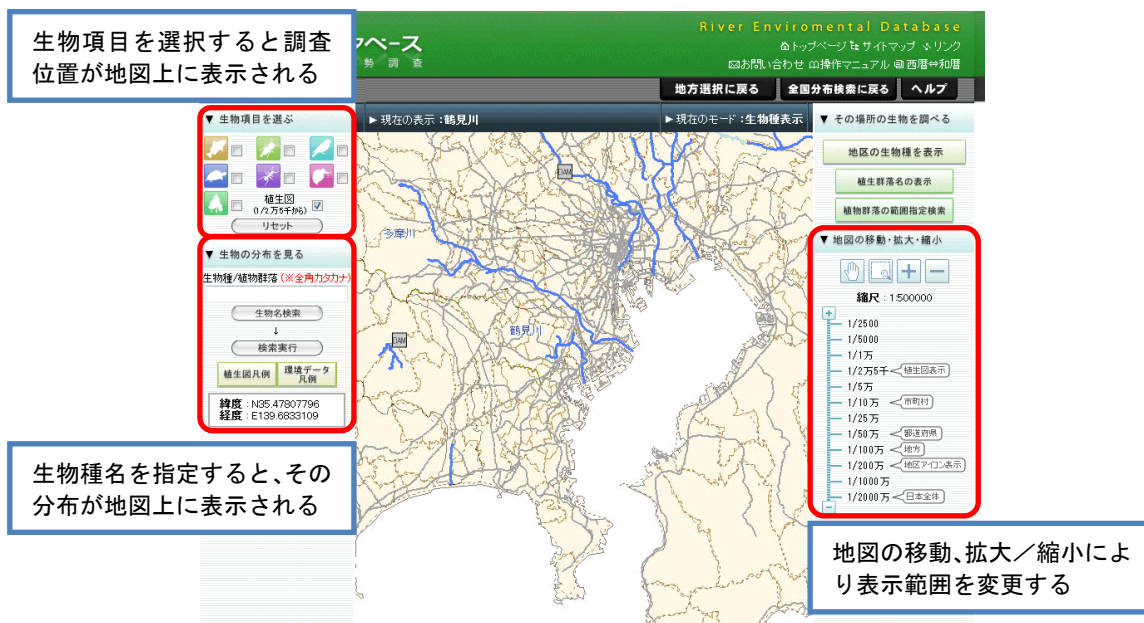 生物項目を選択すると調査
位置が地図上に表示される
ベース
勢 調 査
River Enviromental Database
トップページ サイトマップ リンク
お問い合わせ 操作マニュアル 西暦⇔和暦
地方選択に戻る 全国分布検索に戻る ヘルプ
▼ 生物項目を選ぶ
植生図
(1/2万5千から)
リセット
▼ 生物の分布を見る
生物種/植物群落 (※全角カタカナ)
生物名検索
↓
検索実行
植生図凡例
環境データ
凡例
緯度 : N35.47807796
経度 : E139.6833109
生物種名を指定すると、その
分布が地図上に表示される
▶ 現在の表示 : 鶴見川
▶ 現在のモード : 生物種表示
DAM
多摩川
鶴見川
DAM
▼ その場所の生物を調べる
地区の生物種を表示
植生群落名の表示
植物群落の範囲指定検索
▼ 地図の移動・拡大・縮小
縮尺 : 1:500000
+
1/2500
1/5000
1/1万
1/2万5千 植生図表示
1/5万
1/10万 市町村
1/25万
1/50万 都道府県
1/100万 地方
1/200万 地区アイコン表示
1/1000万
1/2000万 日本全体
−
地図の移動、拡大／縮小によ
り表示範囲を変更する